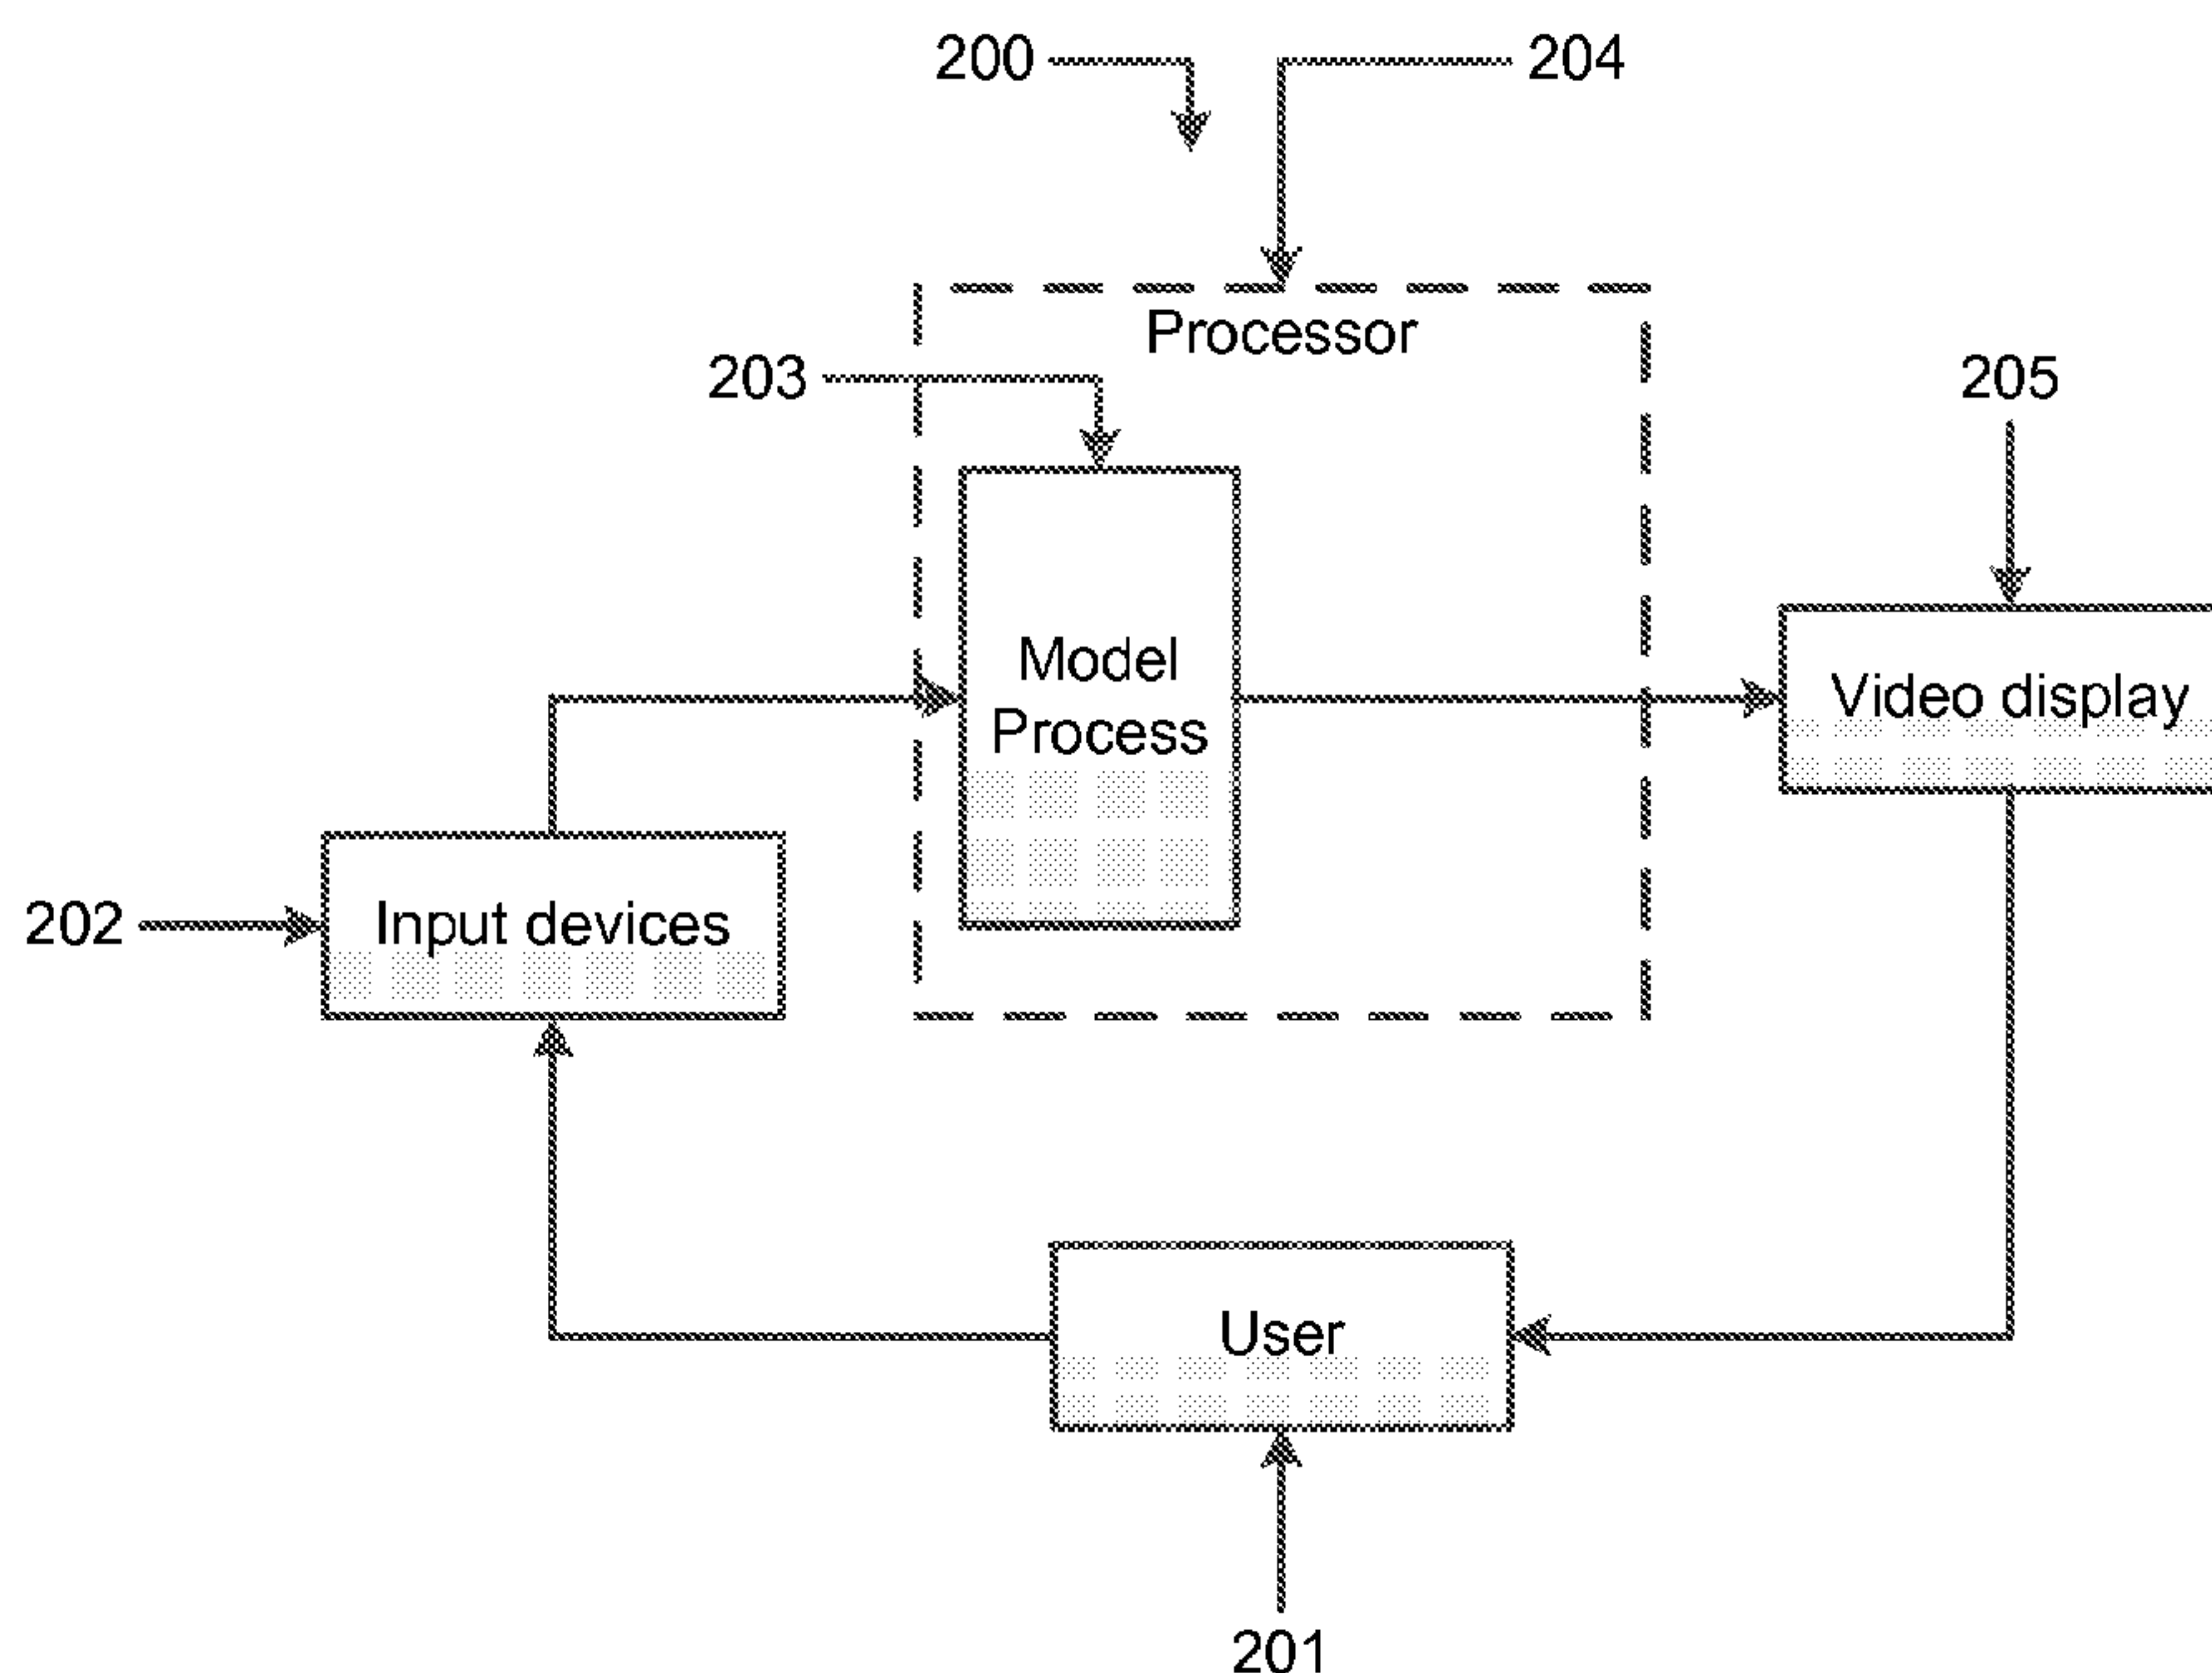 200
204
Processor
203
205
Model
Process
Video display
202
Input devices
User
201